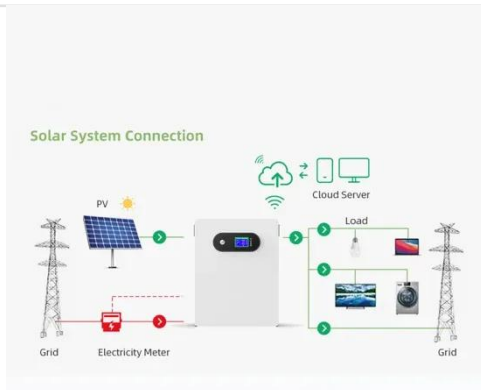 Solar System Connection
Cloud Server
PV
Load
Grid
Electricity Meter
Grid